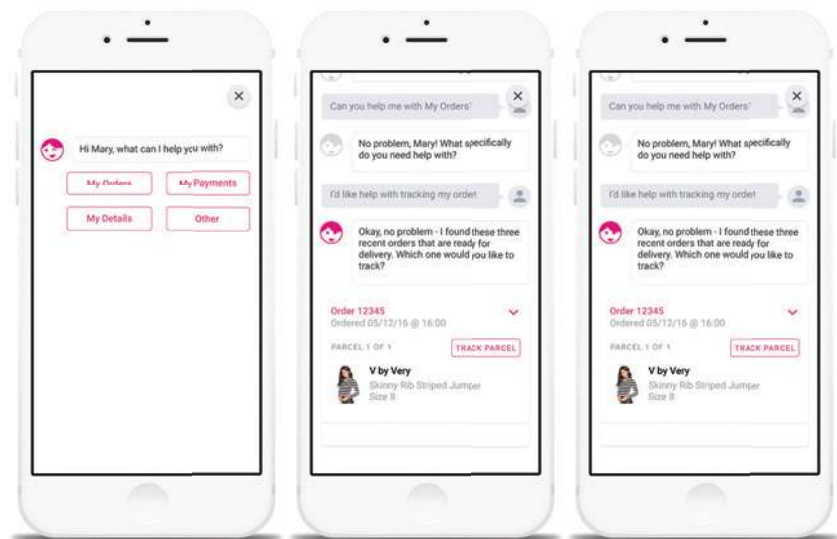 Hi Mary, what can I help you with?
My Orders
My Payments
My Details
Other
Can you help me with My Orders?
No problem, Mary! What specifically
do you need help with?
I'd like help with tracking my order
Okay, no problem - I found these three
recent orders that are ready for
delivery. Which one would you like to
track?
Order 12345
Ordered 05/12/16 @ 16:00
PARCEL 1 OF 1
TRACK PARCEL
V by Very
Skinny Rib Striped Jumper
Size 8
Can you help me with My Orders?
No problem, Mary! What specifically
do you need help with?
I'd like help with tracking my order
Okay, no problem - I found these three
recent orders that are ready for
delivery. Which one would you like to
track?
Order 12345
Ordered 05/12/16 @ 16:00
PARCEL 1 OF 1
TRACK PARCEL
V by Very
Skinny Rib Striped Jumper
Size 8